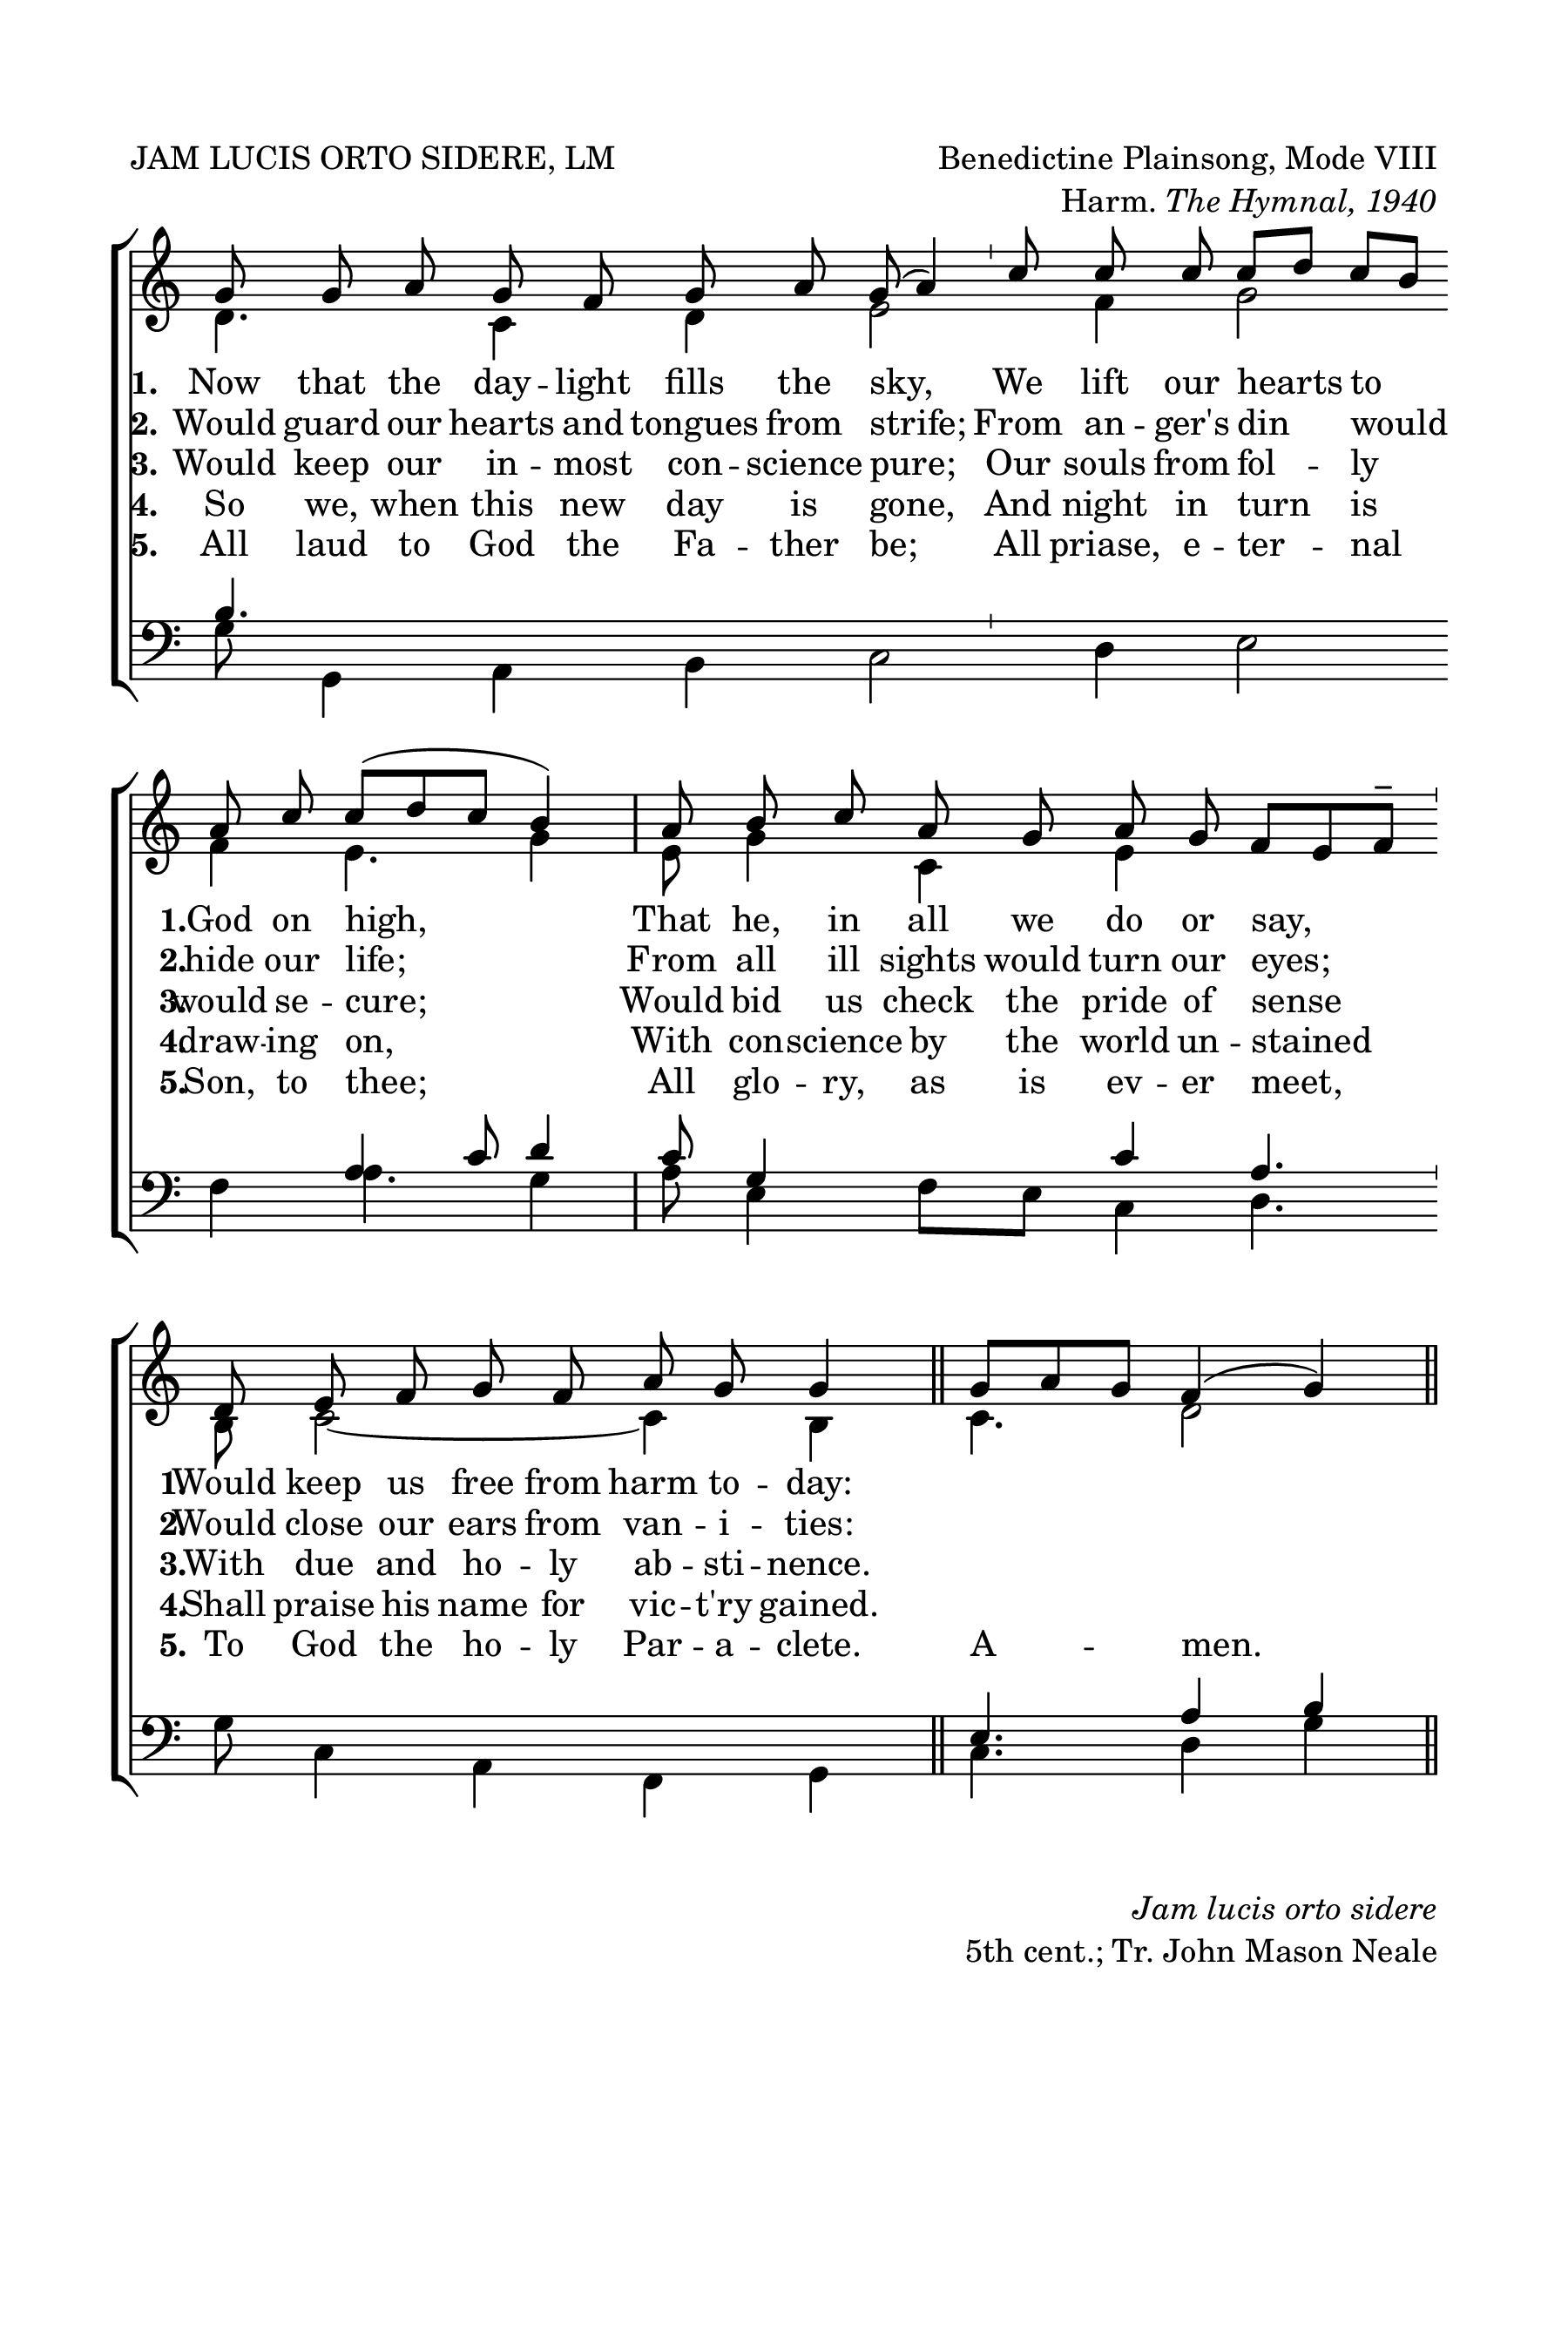 JAM LUCIS ORTO SIDERE, LM
Benedictine Plainsong, Mode VIII
Harm. The Hymnal, 1940
1. Now that the day -- light fills the sky, We lift our hearts to
2. Would guard our hearts and tongues from strife; From an -- ger's din would
3. Would keep our in -- most con -- science pure; Our souls from fol -- ly
4. So we, when this new day is gone, And night in turn is
5. All laud to God the Fa -- ther be; All priase, e -- ter -- nal
1. God on high, That he, in all we do or say,
2. hide our life; From all ill sights would turn our eyes;
3. would se -- cure; Would bid us check the pride of sense
4. draw -- ing on, With con -- science by the world un -- stained
5. Son, to thee; All glo -- ry, as is ev -- er meet,
1. Would keep us free from harm to -- day:
2. Would close our ears from van -- i -- ties:
3. With due and ho -- ly ab -- sti -- nence.
4. Shall praise his name for vic -- t'ry gained.
5. To God the ho -- ly Par -- a -- clete. A -- men.
Jam lucis orto sidere
5th cent.; Tr. John Mason Neale